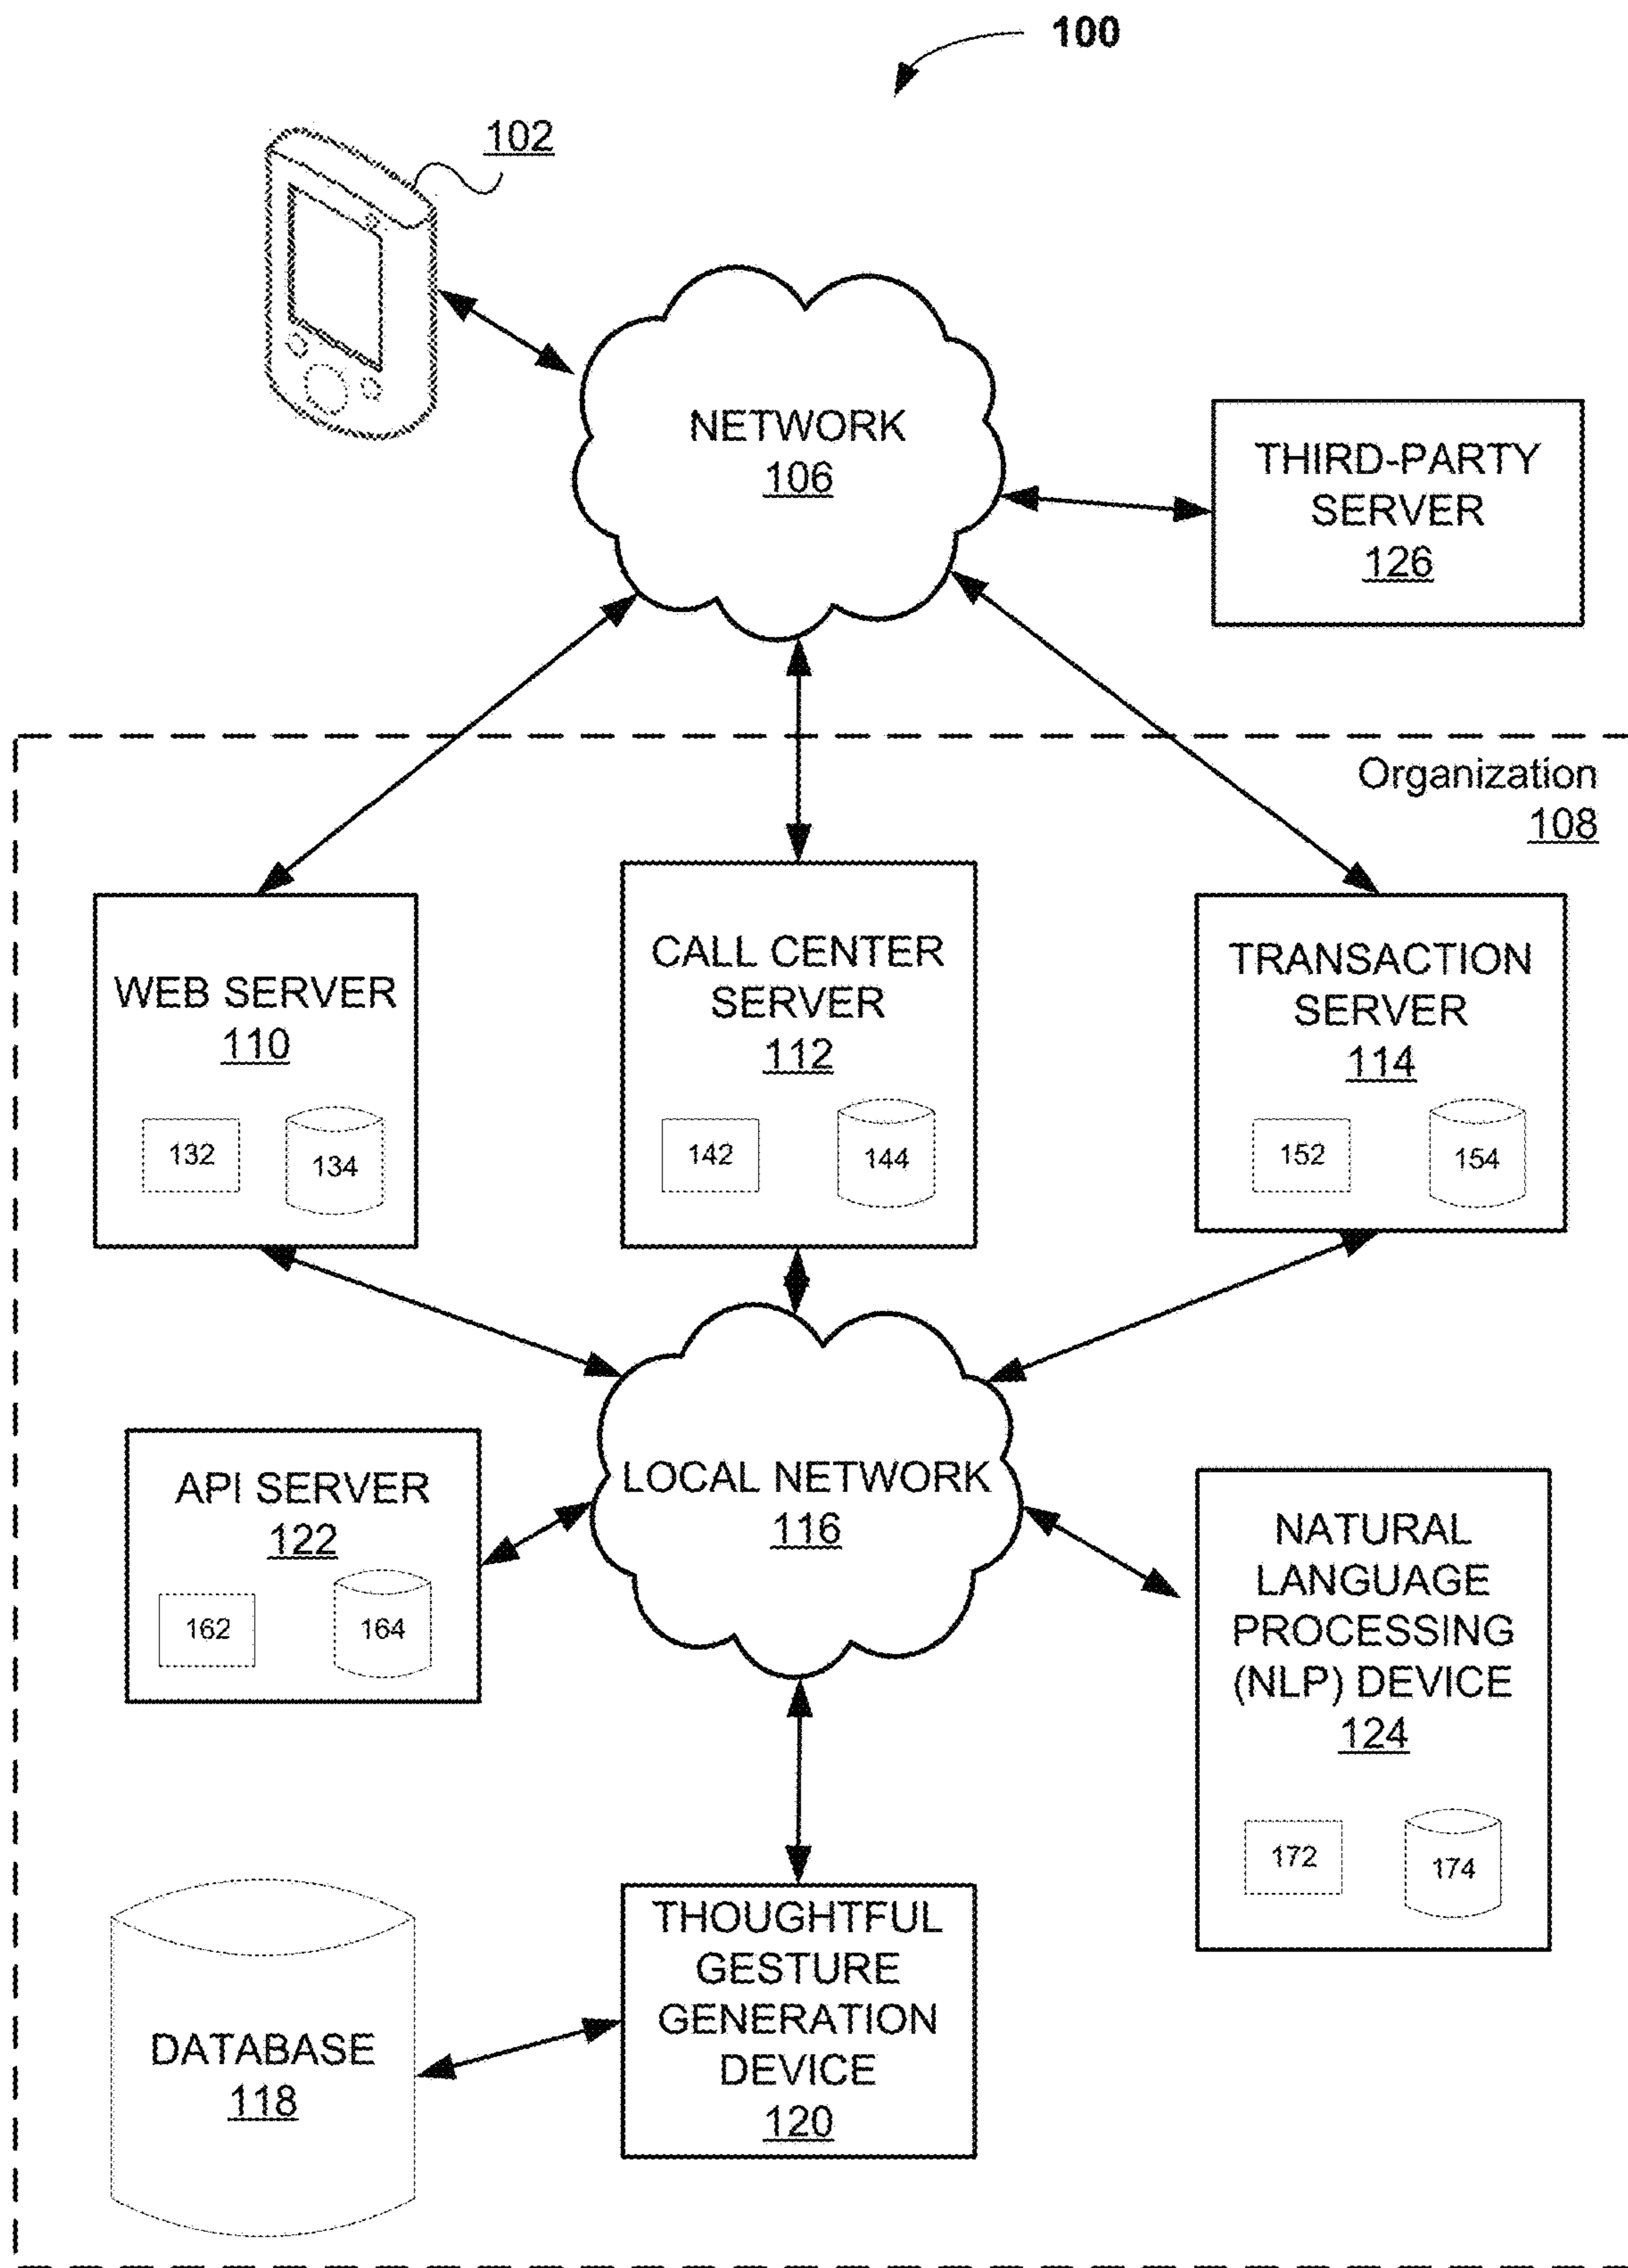 100
102
NETWORK
106
THIRD-PARTY
SERVER
126
Organization
108
WEB SERVER
110
132
134
CALL CENTER
SERVER
112
142
144
TRANSACTION
SERVER
114
152
154
LOCAL NETWORK
116
API SERVER
122
162
164
NATURAL
LANGUAGE
PROCESSING
(NLP) DEVICE
124
172
174
DATABASE
118
THOUGHTFUL
GESTURE
GENERATION
DEVICE
120